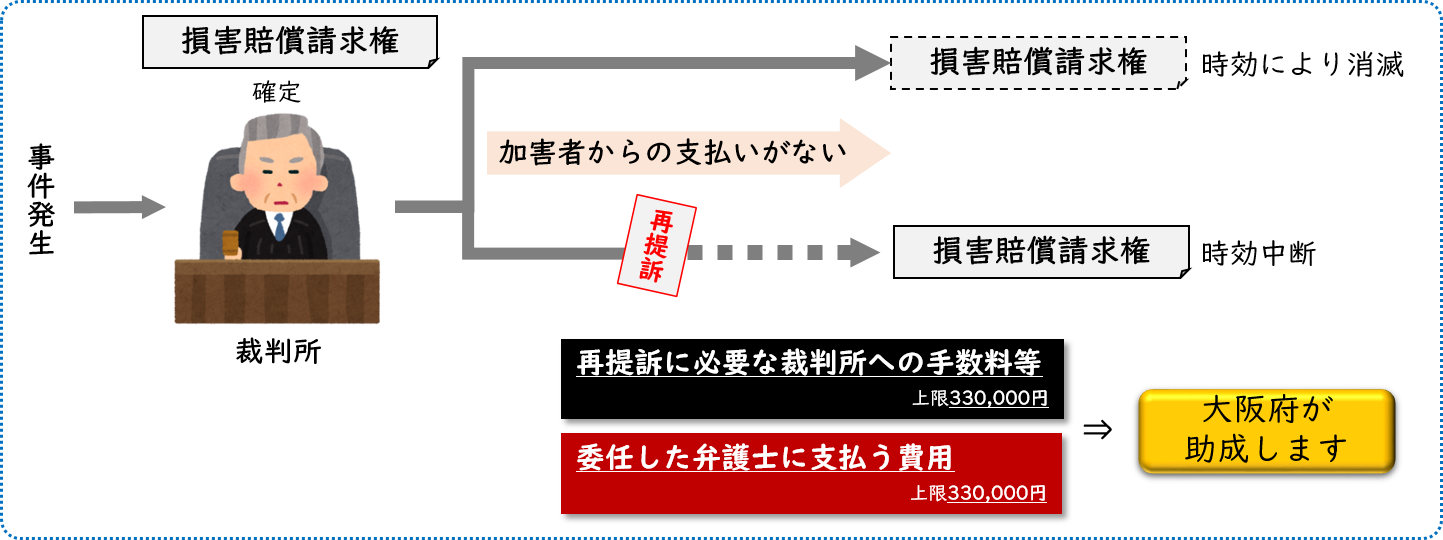 損害賠償請求権
確定
事件発生
裁判所
損害賠償請求権
時効により消滅
加害者からの支払いがない
再提訴
損害賠償請求権
時効中断
再提訴に必要な裁判所への手数料等
上限330,000円
委任した弁護士に支払う費用
上限330,000円
⇒
大阪府が
助成します